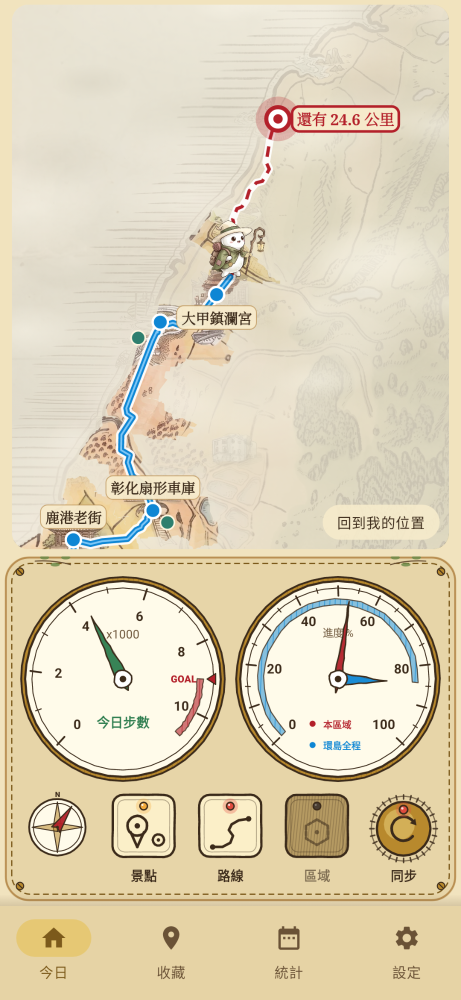 還有 24.6 公里
大甲鎮瀾宮
彰化扇形車庫
鹿港老街
回到我的位置
0
2
4
6
8
10
x1000
GOAL
今日步數
0
20
40
60
80
100
進度%
本區域
環島全程
N
景點
路線
區域
同步
今日
收藏
統計
設定